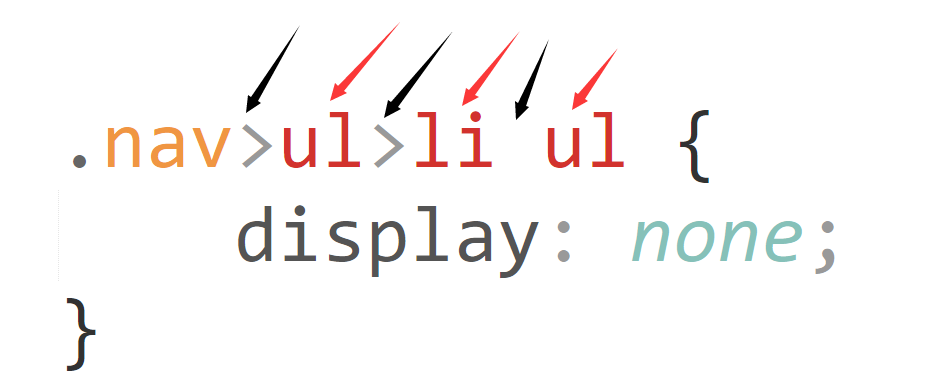 .nav>ul>li ul {
display: none;
}